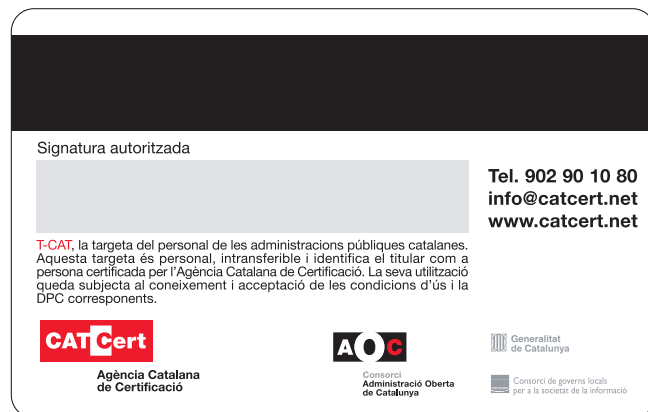 Signatura autoritzada
Tel. 902 90 10 80
info@catcert.net
www.catcert.net
T-CAT, la targeta del personal de les administracions públiques catalanes.
Aquesta targeta és personal, intransferible i identifica el titular com a
persona certificada per l'Agència Catalana de Certificació. La seva utilització
queda subjecta al coneixement i acceptació de les condicions d'ús i la
DPC corresponents.
CATCert
Agència Catalana
de Certificació
AOC
Consorci
Administració Oberta
de Catalunya
Generalitat
de Catalunya
Consorci de governs locals
per a la societat de la informació